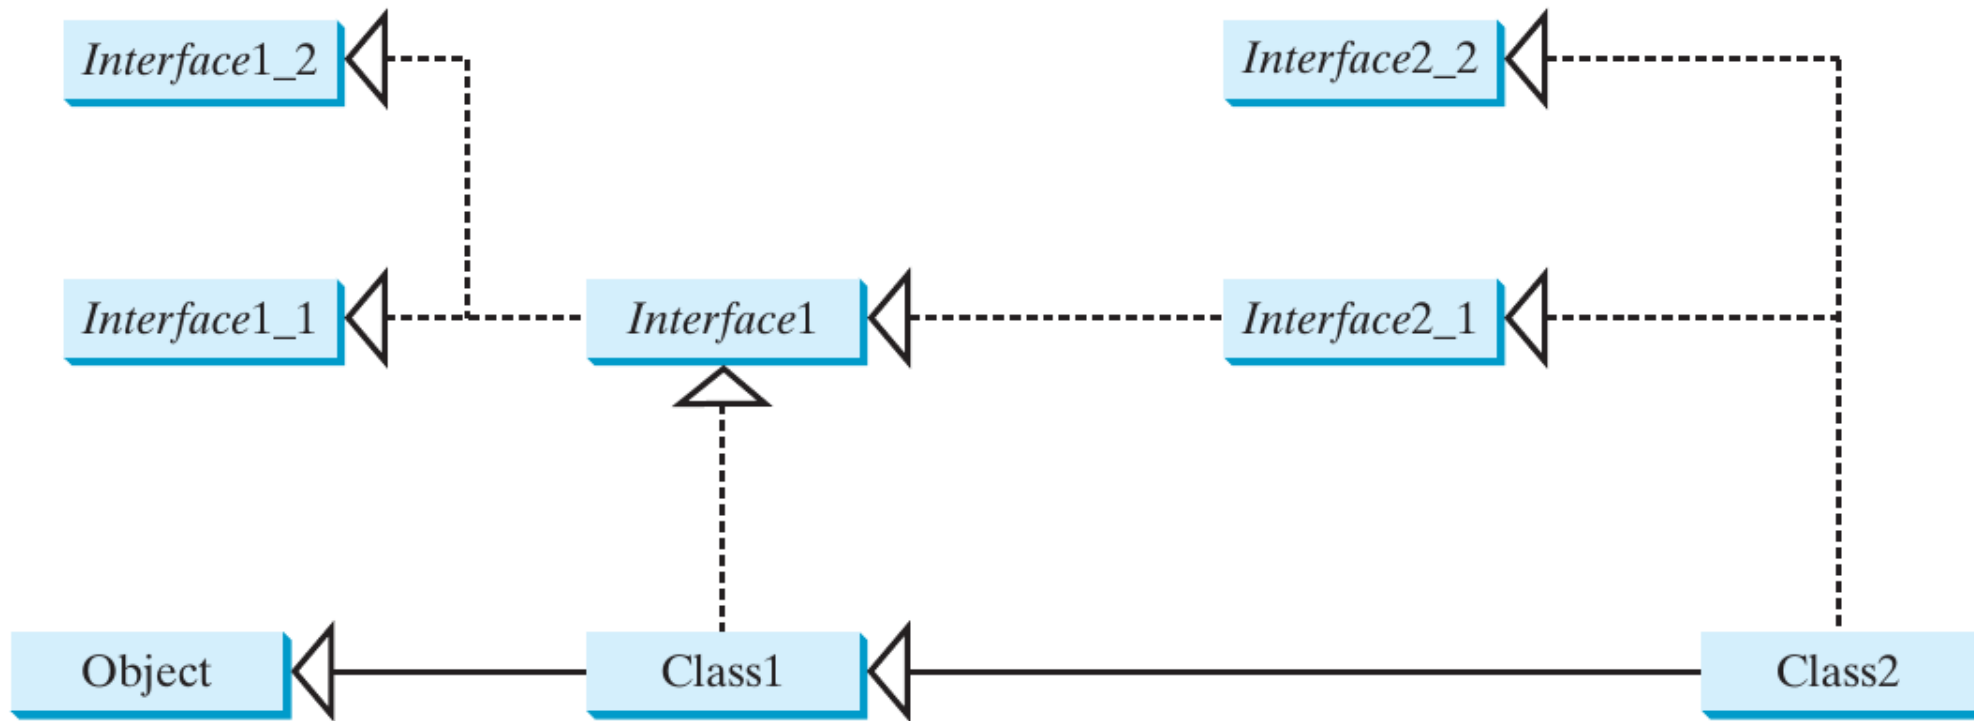 Interface1_2
Interface2_2
Interface1_1
Interface1
Interface2_1
Object
Class1
Class2